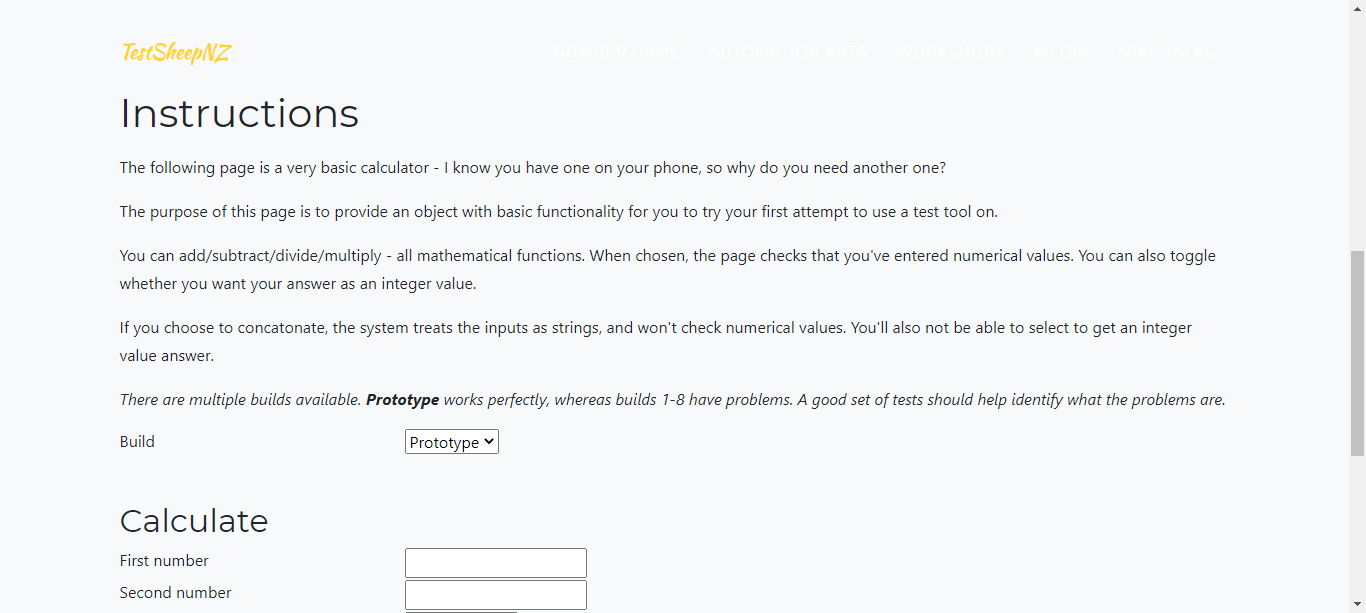 TestSheepNZ
NUMBER GAME AUTOMATION KATA WORKSHOPS MEDIA MIKE TALKS
Instructions
The following page is a very basic calculator - I know you have one on your phone, so why do you need another one?
The purpose of this page is to provide an object with basic functionality for you to try your first attempt to use a test tool on.
You can add/subtract/divide/multiply - all mathematical functions. When chosen, the page checks that you've entered numerical values. You can also toggle
whether you want your answer as an integer value.
If you choose to concatonate, the system treats the inputs as strings, and won't check numerical values. You'll also not be able to select to get an integer
value answer.
There are multiple builds available. Prototype works perfectly, whereas builds 1-8 have problems. A good set of tests should help identify what the problems are.
Build Prototype
Calculate
First number
Second number